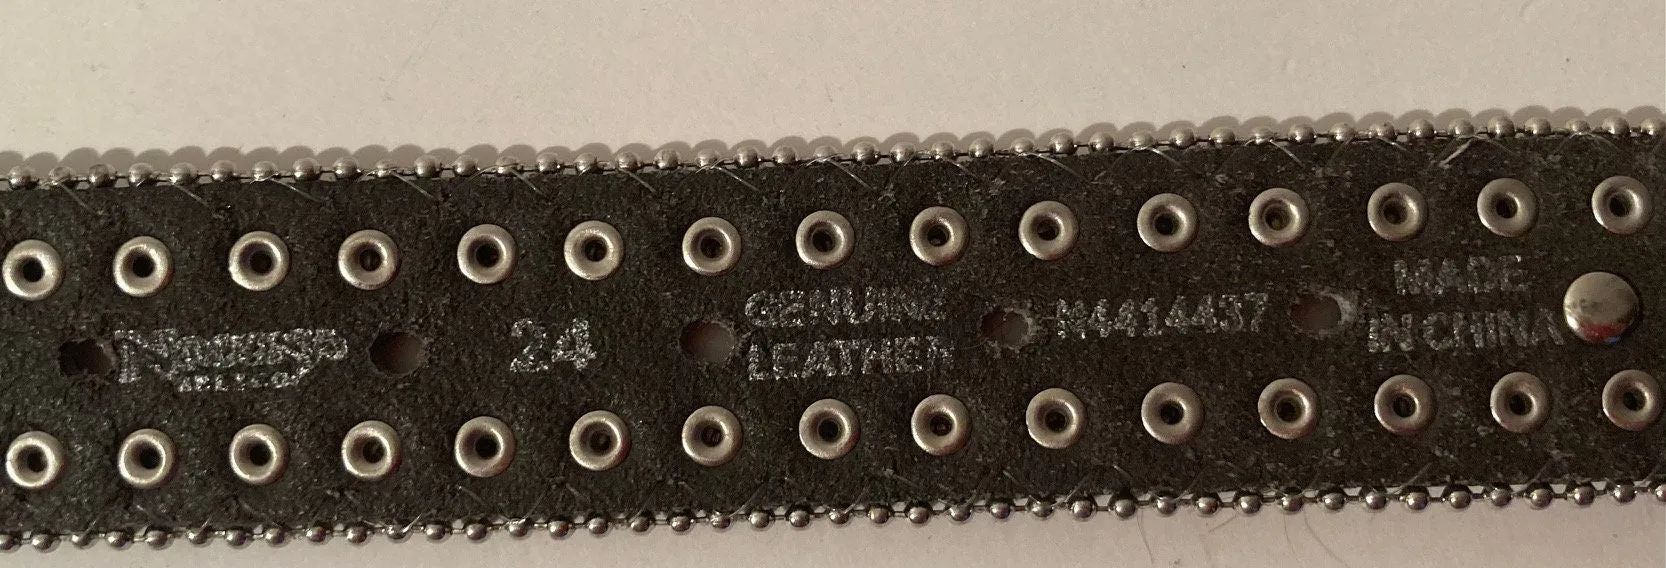 24
GENUINE
LEATHER
N4414437
MADE
IN CHINA